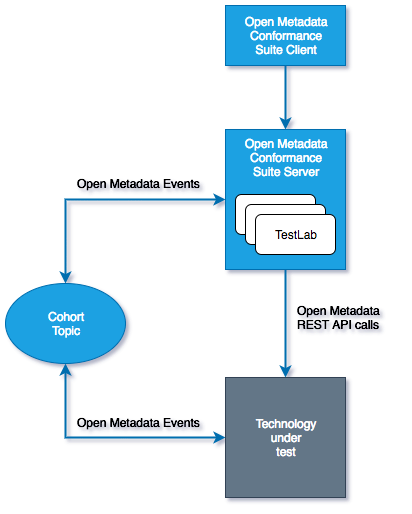 Open Metadata
Conformance
Suite Client
Open Metadata
Conformance
Suite Server
TestLab
Open Metadata Events
Open Metadata
REST API calls
Cohort
Topic
Open Metadata Events
Technology
under
test